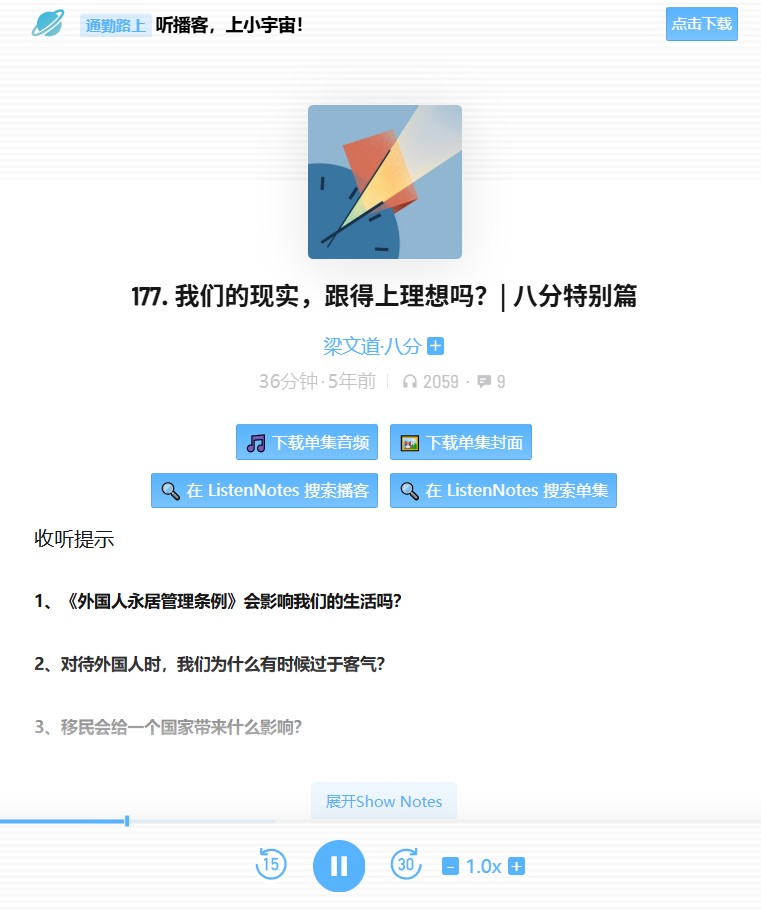 通勤路上 听播客，上小宇宙！
点击下载
177. 我们的现实，跟得上理想吗？| 八分特别篇
梁文道·八分 +
36分钟·5年前 2059 · 9
下载单集音频 下载单集封面
在 ListenNotes 搜索播客 在 ListenNotes 搜索单集
收听提示
1、《外国人永居管理条例》会影响我们的生活吗？
2、对待外国人时，我们为什么有时候过于客气？
3、移民会给一个国家带来什么影响？
展开Show Notes
15 30 - 1.0x +